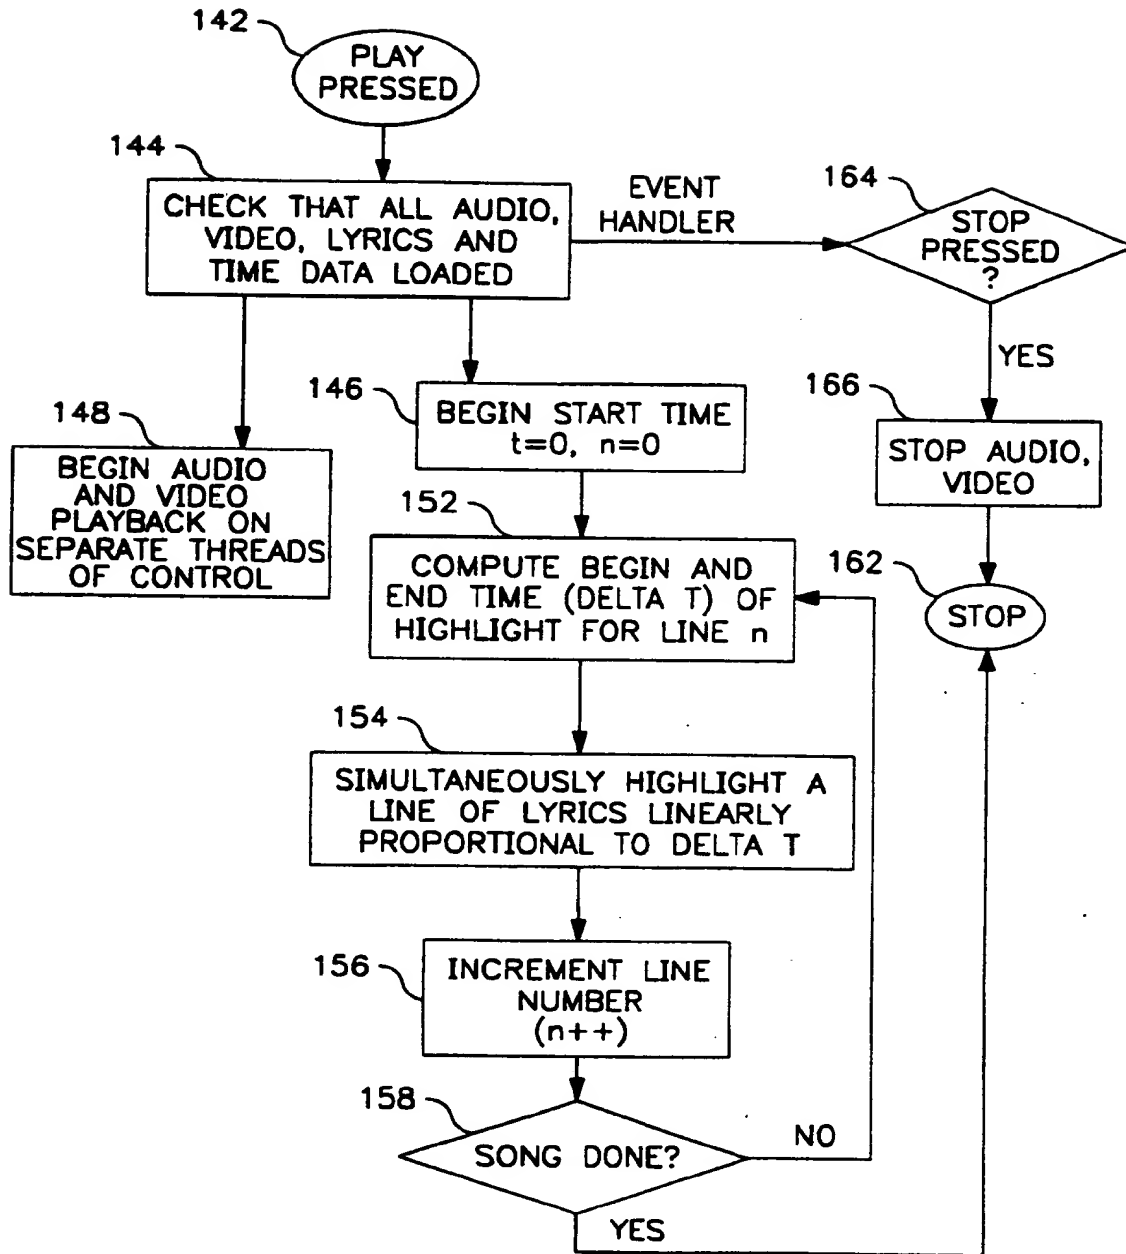 142
PLAY
PRESSED
144
CHECK THAT ALL AUDIO,
VIDEO, LYRICS AND
TIME DATA LOADED
EVENT
HANDLER
164
STOP
PRESSED
?
YES
146
BEGIN START TIME
t=0, n=0
148
BEGIN AUDIO
AND VIDEO
PLAYBACK ON
SEPARATE THREADS
OF CONTROL
166
STOP AUDIO,
VIDEO
152
COMPUTE BEGIN AND
END TIME (DELTA T) OF
HIGHLIGHT FOR LINE n
162
STOP
154
SIMULTANEOUSLY HIGHLIGHT A
LINE OF LYRICS LINEARLY
PROPORTIONAL TO DELTA T
156
INCREMENT LINE
NUMBER
(n++)
158
SONG DONE?
NO
YES